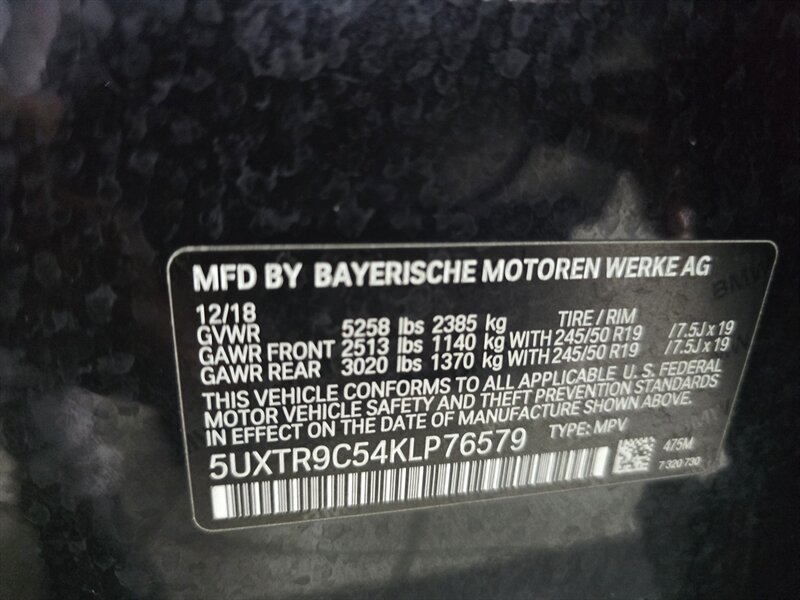 MFD BY BAYERISCHE MOTOREN WERKE AG
12/18 TIRE / RIM
GVWR 5258 lbs 2385 kg
GAWR FRONT 2513 lbs 1140 kg WITH 245/50 R19 /7.5J x 19
GAWR REAR 3020 lbs 1370 kg WITH 245/50 R19 /7.5J x 19
THIS VEHICLE CONFORMS TO ALL APPLICABLE U. S. FEDERAL
MOTOR VEHICLE SAFETY AND THEFT PREVENTION STANDARDS
IN EFFECT ON THE DATE OF MANUFACTURE SHOWN ABOVE.
5UXTR9C54KLP76579 TYPE: MPV
475M
7 320 730